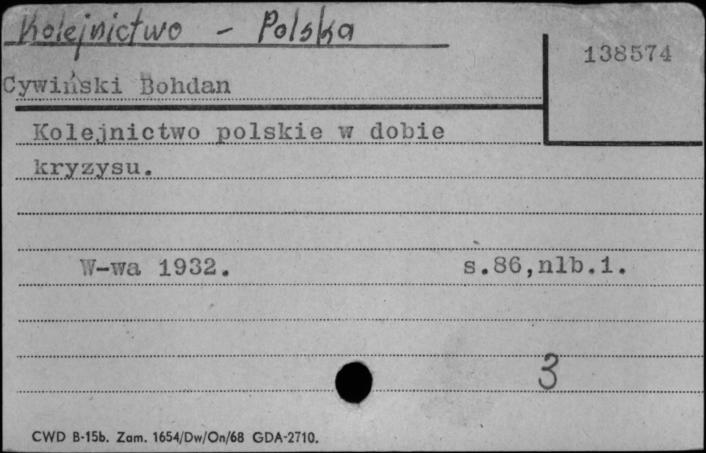 Kolejnictwo - Polska
138574
Cywiński Bohdan
Kolejnictwo polskie w dobie
kryzysu.
W-wa 1932. s.86,nlb.1.
3
CWD B-15b. Zam. 1654/Dw/On/68 GDA-2710.